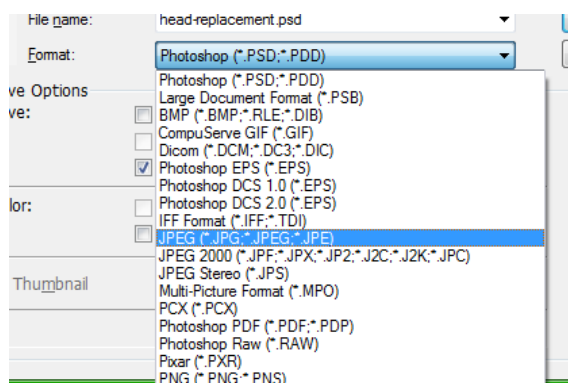 File name: head-replacement.psd
Format: Photoshop (*.PSD;*.PDD)
Photoshop (*.PSD;*.PDD)
ve Options
Large Document Format (*.PSB)
ve:
BMP (*.BMP;*.RLE;*.DIB)
CompuServe GIF (*.GIF)
Dicom (*.DCM;*.DC3;*.DIC)
Photoshop EPS (*.EPS)
Photoshop DCS 1.0 (*.EPS)
Photoshop DCS 2.0 (*.EPS)
lor:
IFF Format (*.IFF;*.TDI)
JPEG (*.JPG;*.JPEG;*.JPE)
JPEG 2000 (*.JPF;*.JPX;*.JP2;*.J2C;*.J2K;*.JPC)
JPEG Stereo (*.JPS)
Thumbnail
Multi-Picture Format (*.MPO)
PCX (*.PCX)
Photoshop PDF (*.PDF;*.PDP)
Photoshop Raw (*.RAW)
Pixar (*.PXR)
PNG (*.PNG;*.PNS)